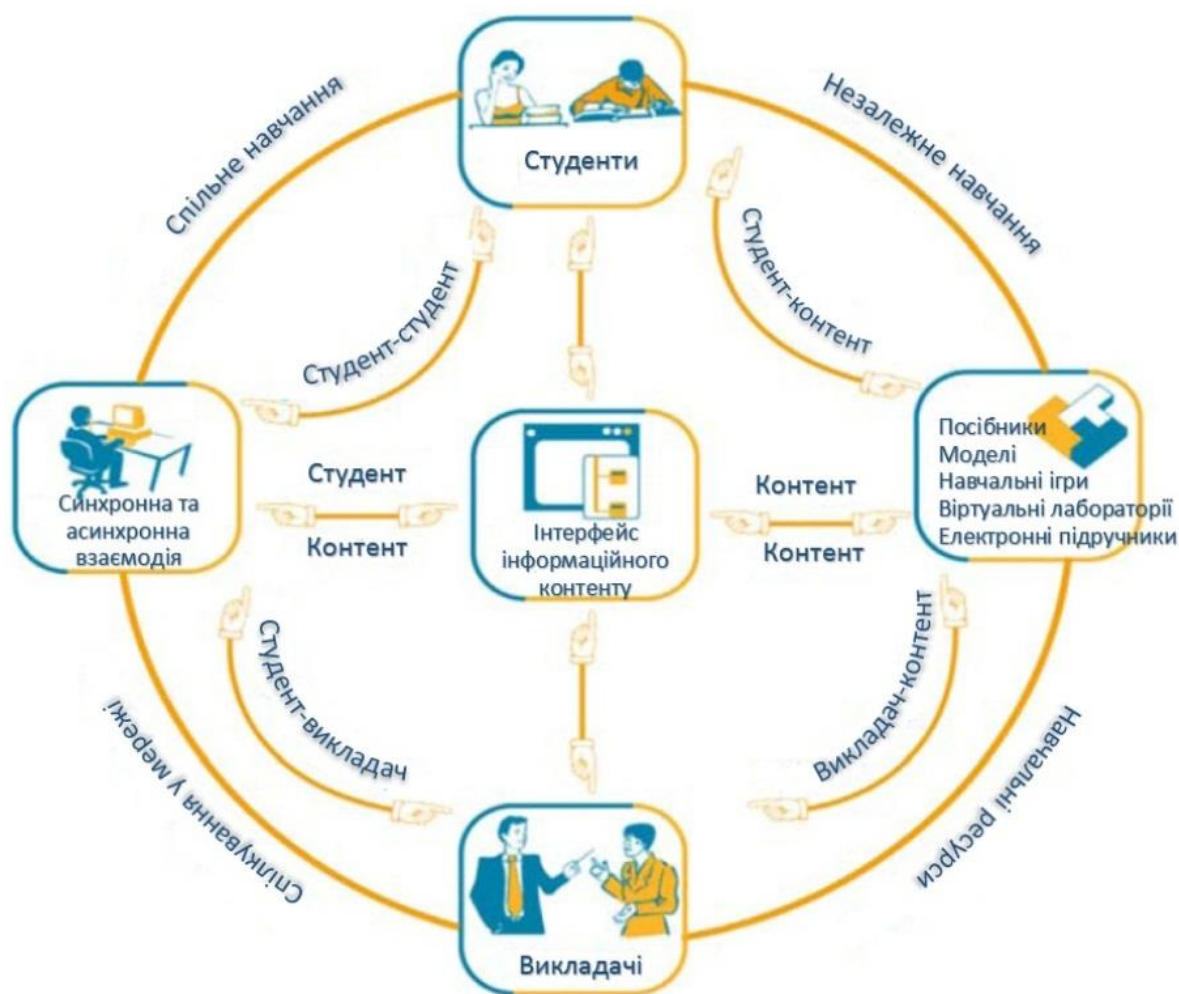 Студенти
Спільне навчання
Незалежне навчання
Студент-студент
Студент-контент
Синхронна та
асинхронна
взаємодія
Студент
Контент
Інтерфейс
інформаційного
контенту
Контент
Контент
Посібники
Моделі
Навчальні ігри
Віртуальні лабораторії
Електронні підручники
Студент-викладач
Викладач-контент
Спілкування у мережі
Навчальні ресурси
Викладачі